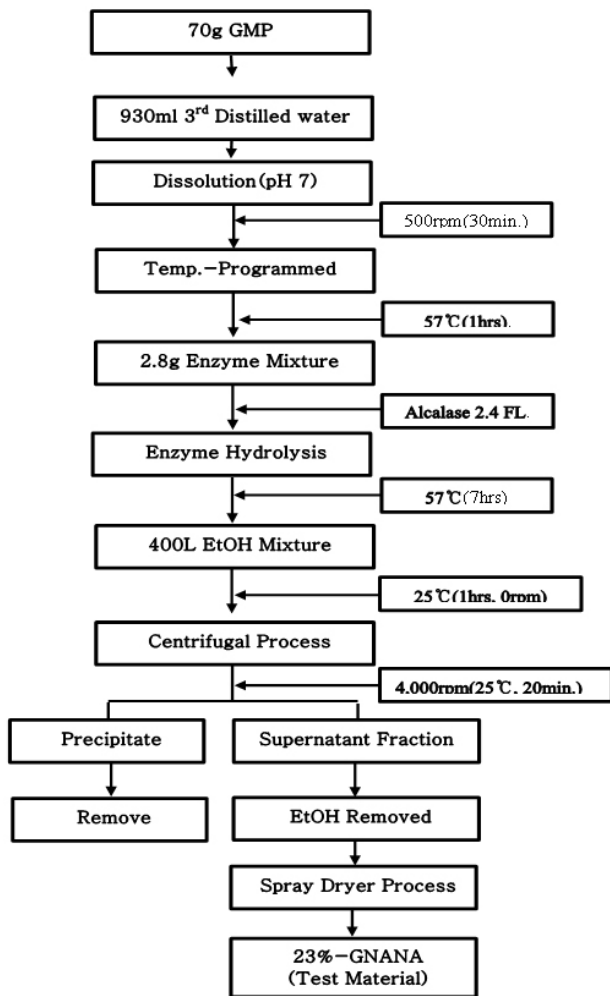 70g GMP
930ml 3rd Distilled water
Dissolution(pH 7)
500rpm(30min.)
Temp.-Programmed
57℃(1hrs).
2.8g Enzyme Mixture
Alcalase 2.4 FL.
Enzyme Hydrolysis
57℃(7hrs)
400L EtOH Mixture
25℃(1hrs, 0rpm)
Centrifugal Process
4,000rpm(25℃, 20min.)
Precipitate
Supernatant Fraction
Remove
EtOH Removed
Spray Dryer Process
23%-GNANA
(Test Material)